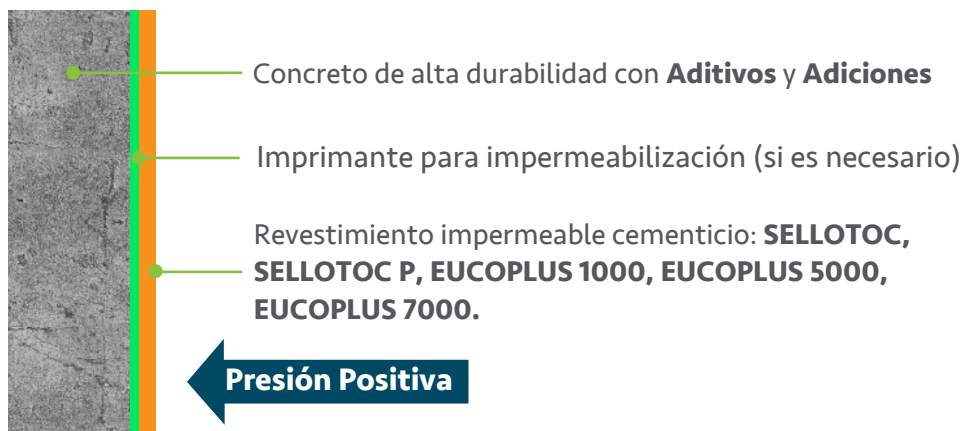 Concreto de alta durabilidad con Aditivos y Adiciones
Imprimante para impermeabilización (si es necesario)
Revestimiento impermeable cementicio: SELLOTOC,
SELLOTOC P, EUCOPLUS 1000, EUCOPLUS 5000,
EUCOPLUS 7000.
Presión Positiva